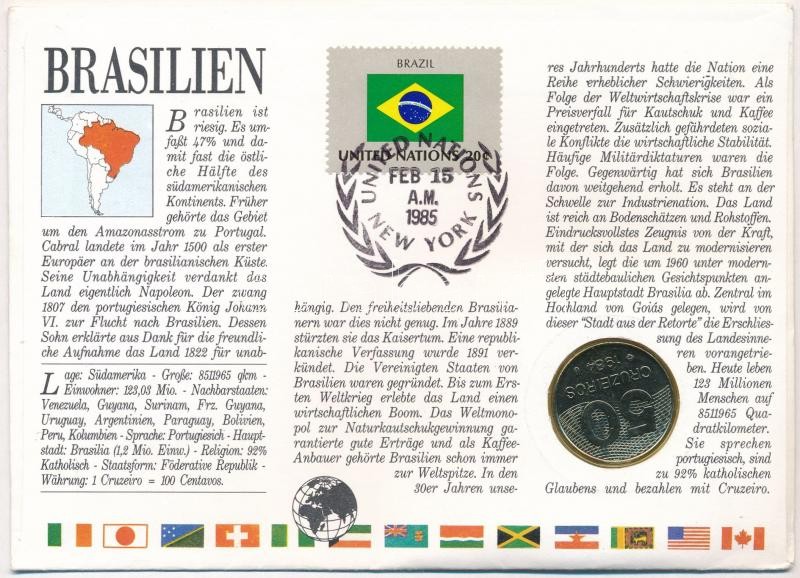 BRASILIEN
Brasilien ist
riesig. Es um-
faßt 47% und da-
mit fast die östli-
che Hälfte des
südamerikanischen
Kontinents. Früher
gehörte das Gebiet
um den Amazonasstrom zu Portugal.
Cabral landete im Jahr 1500 als erster
Europäer an der brasilianischen Küste.
Seine Unabhängigkeit verdankt das
Land eigentlich Napoleon. Der zwang
1807 den portugiesischen König Johann
VI. zur Flucht nach Brasilien. Dessen
Sohn erklärte aus Dank für die freundli-
che Aufnahme das Land 1822 für unab-
Lage: Südamerika - Große: 8511965 qkm -
Einwohner: 123,03 Mio. - Nachbarstaaten:
Venezuela, Guyana, Surinam, Frz. Guyana,
Uruguay, Argentinien, Paraguay, Bolivien,
Peru, Kolumbien - Sprache: Portugiesich - Haupt-
stadt: Brasilia (1,2 Mio. Einw.) - Religion: 92%
Katholisch - Staatsform: Föderative Republik -
Währung: 1 Cruzeiro = 100 Centavos.
BRAZIL
UNITED NATIONS 20c
UNITED NATIONS
FEB 15
A.M.
1985
NEW YORK
hängig. Den freiheitsliebenden Brasilia-
nern war dies nicht genug. Im Jahre 1889
stürzten sie das Kaisertum. Eine republi-
kanische Verfassung wurde 1891 ver-
kündet. Die Vereinigten Staaten von
Brasilien waren gegründet. Bis zum Ers-
ten Weltkrieg erlebte das Land einen
wirtschaftlichen Boom. Das Weltmono-
pol zur Naturkautschukgewinnung ga-
rantierte gute Erträge und als Kaffee-
Anbauer gehörte Brasilien schon immer
zur Weltspitze. In den
30er Jahren unse-
res Jahrhunderts hatte die Nation eine
Reihe erheblicher Schwierigkeiten. Als
Folge der Weltwirtschaftskrise war ein
Preisverfall für Kautschuk und Kaffee
eingetreten. Zusätzlich gefährdeten sozia-
le Konflikte die wirtschaftliche Stabilität.
Häufige Militärdiktaturen waren die
Folge. Gegenwärtig hat sich Brasilien
davon weitgehend erholt. Es steht an der
Schwelle zur Industrienation. Das Land
ist reich an Bodenschätzen und Rohstoffen.
Eindrucksvollstes Zeugnis von der Kraft,
mit der sich das Land zu modernisieren
versucht, legt die um 1960 unter modern-
sten städtebaulichen Gesichtspunkten an-
gelegte Hauptstadt Brasilia ab. Zentral im
Hochland von Goiás gelegen, wird von
dieser "Stadt aus der Retorte" die Erschlies-
sung des Landesinne-
ren vorangetrie-
ben. Heute leben
123 Millionen
Menschen auf
8511965 Qua-
dratkilometer.
Sie sprechen
portugiesisch, sind
zu 92% katholischen
Glaubens und bezahlen mit Cruzeiro.
50
CRUZEIROS
1984